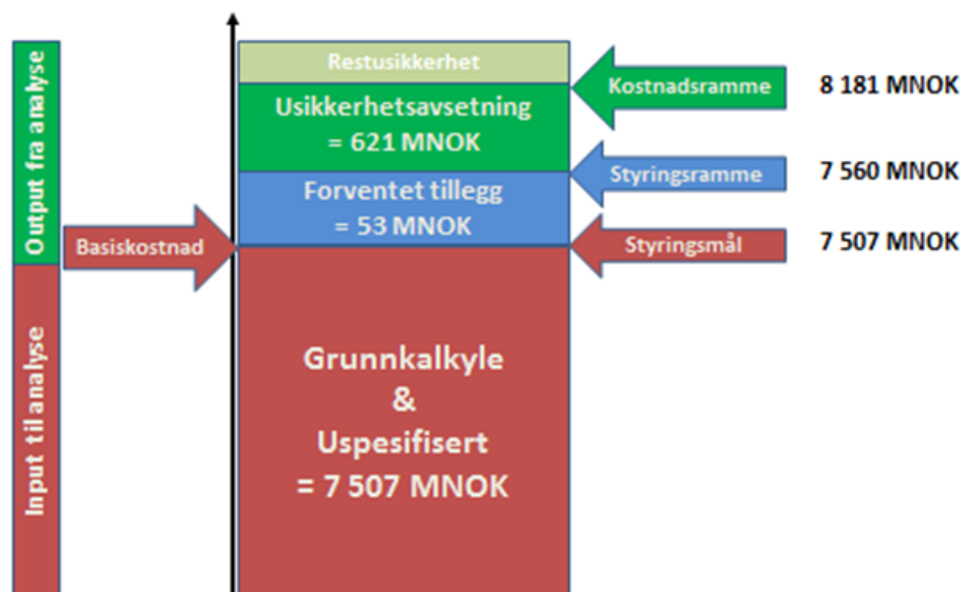 Output fra analyse
Input til analyse
Basiskostnad
Restusikkerhet
Usikkerhetsavsetning
= 621 MNOK
Forventet tillegg
= 53 MNOK
Grunnkalkyle
&
Uspesifisert
= 7 507 MNOK
Kostnadsramme
8 181 MNOK
Styringsramme
7 560 MNOK
Styringsmål
7 507 MNOK